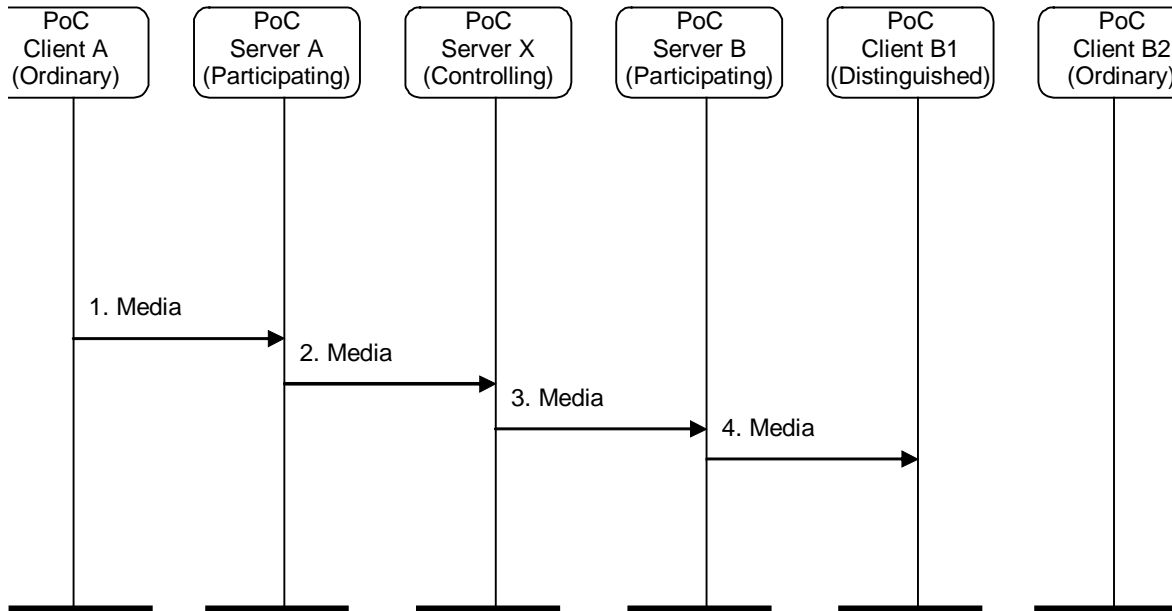 PoC
Client A
(Ordinary)
PoC
Server A
(Participating)
PoC
Server X
(Controlling)
PoC
Server B
(Participating)
PoC
Client B1
(Distinguished)
PoC
Client B2
(Ordinary)
1. Media
2. Media
3. Media
4. Media